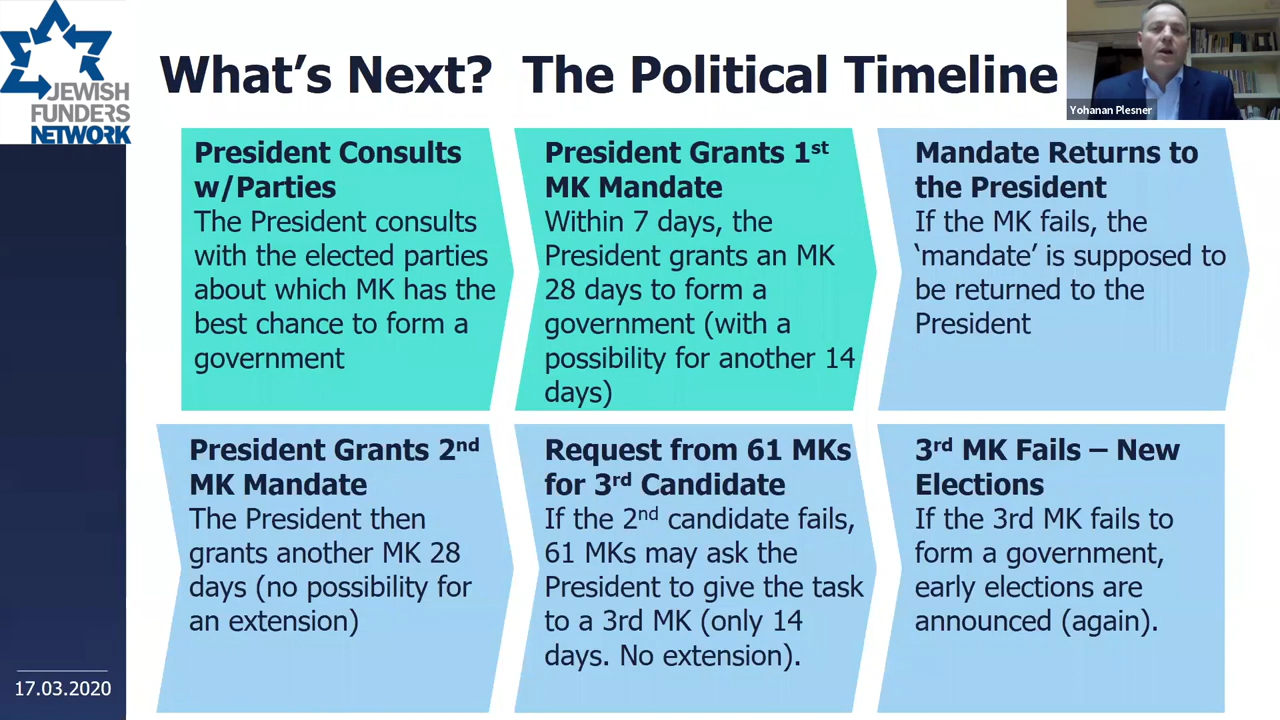 What’s Next?  The Political Timeline
Yohanan Plesner
JEWISH
FUNDERS
NETWORK
President Consults
w/Parties
The President consults
with the elected parties
about which MK has the
best chance to form a
government
President Grants 1st
MK Mandate
Within 7 days, the
President grants an MK
28 days to form a
government (with a
possibility for another 14
days)
Mandate Returns to
the President
If the MK fails, the
‘mandate’ is supposed to
be returned to the
President
President Grants 2nd
MK Mandate
The President then
grants another MK 28
days (no possibility for
an extension)
Request from 61 MKs
for 3rd Candidate
If the 2nd candidate fails,
61 MKs may ask the
President to give the task
to a 3rd MK (only 14
days. No extension).
3rd MK Fails – New
Elections
If the 3rd MK fails to
form a government,
early elections are
announced (again).
17.03.2020